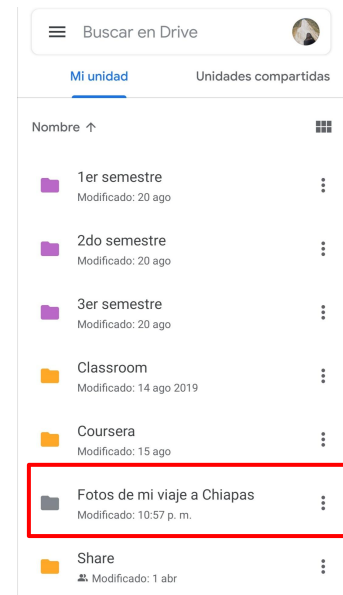 Buscar en Drive
Mi unidad Unidades compartidas
Nombre ↑
1er semestre
Modificado: 20 ago
2do semestre
Modificado: 20 ago
3er semestre
Modificado: 20 ago
Classroom
Modificado: 14 ago 2019
Coursera
Modificado: 15 ago
Fotos de mi viaje a Chiapas
Modificado: 10:57 p. m.
Share
Modificado: 1 abr